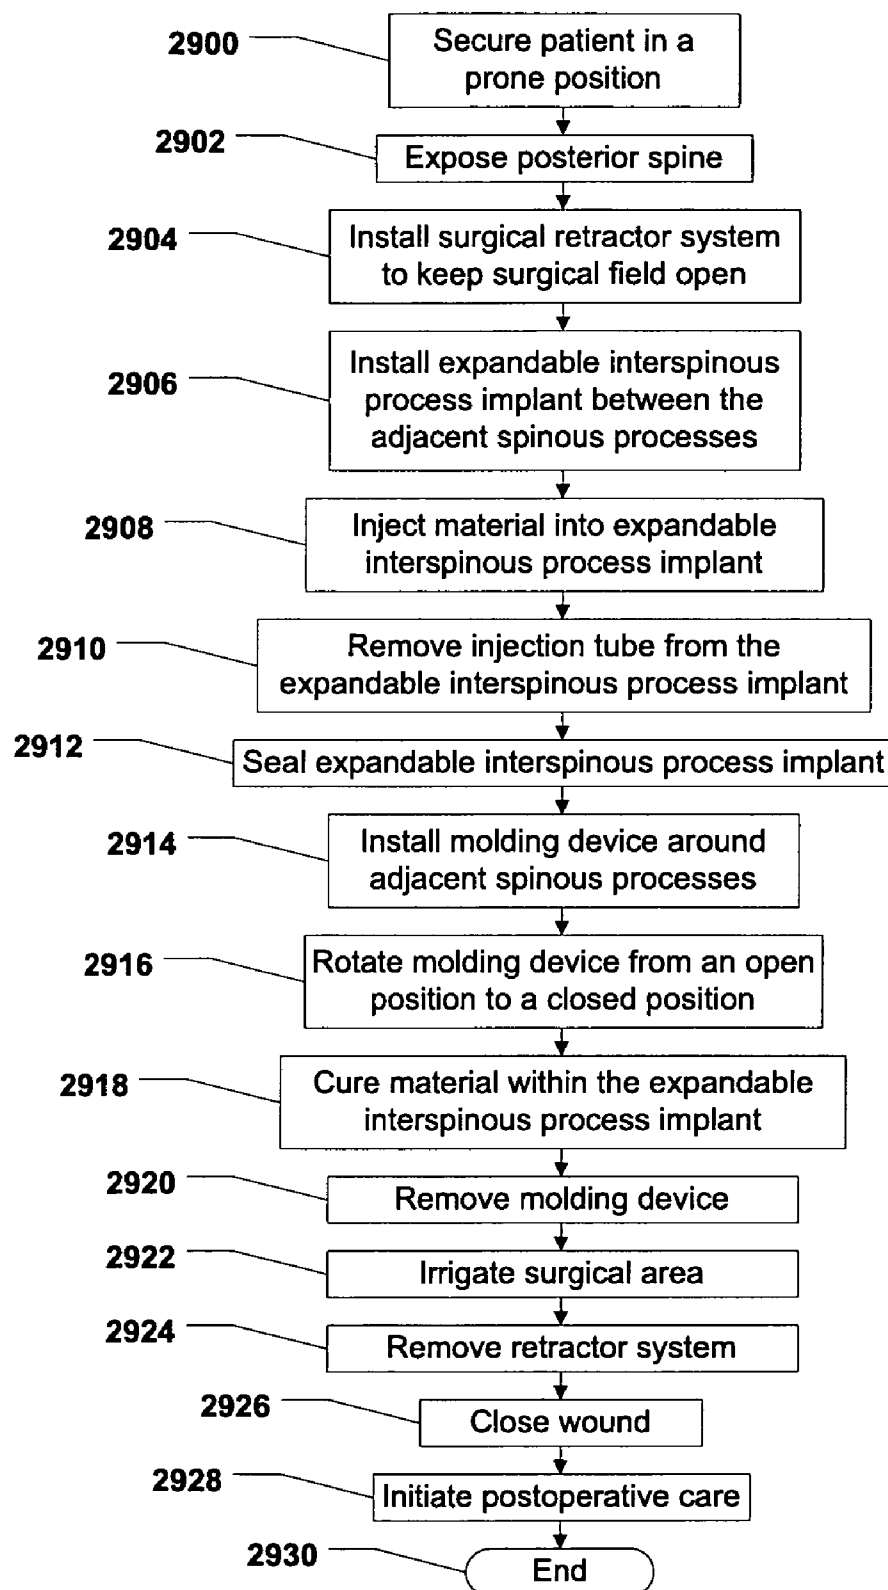 2900
Secure patient in a
prone position
2902
Expose posterior spine
2904
Install surgical retractor system
to keep surgical field open
2906
Install expandable interspinous
process implant between the
adjacent spinous processes
2908
Inject material into expandable
interspinous process implant
2910
Remove injection tube from the
expandable interspinous process implant
2912
Seal expandable interspinous process implant
2914
Install molding device around
adjacent spinous processes
2916
Rotate molding device from an open
position to a closed position
2918
Cure material within the expandable
interspinous process implant
2920
Remove molding device
2922
Irrigate surgical area
2924
Remove retractor system
2926
Close wound
2928
Initiate postoperative care
2930
End